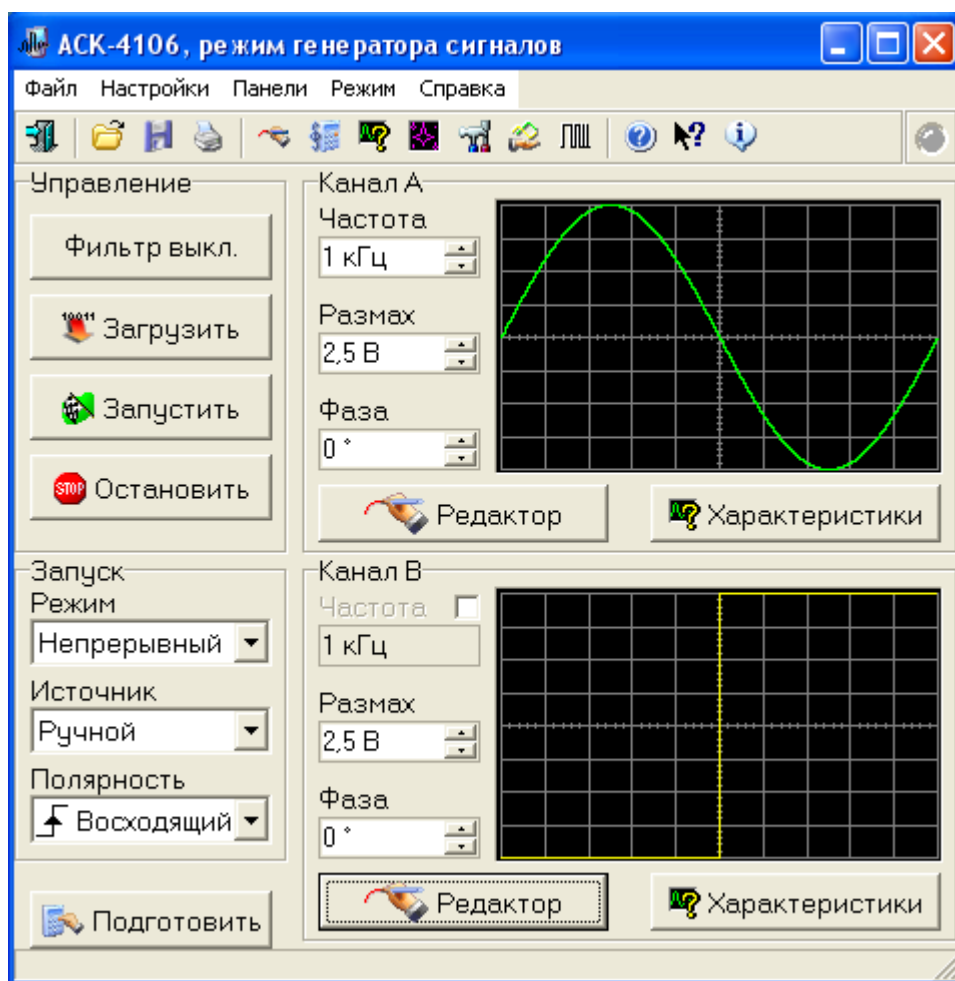 АСК-4106, режим генератора сигналов
Файл Настройки Панели Режим Справка
Управление
Фильтр выкл.
10011
Загрузить
Запустить
STOP Остановить
Канал A
Частота
1 кГц
Размах
2,5 В
Фаза
0 °
Редактор
Характеристики
Запуск
Режим
Непрерывный
Источник
Ручной
Полярность
Восходящий
Подготовить
Канал B
Частота
1 кГц
Размах
2,5 В
Фаза
0 °
Редактор
Характеристики